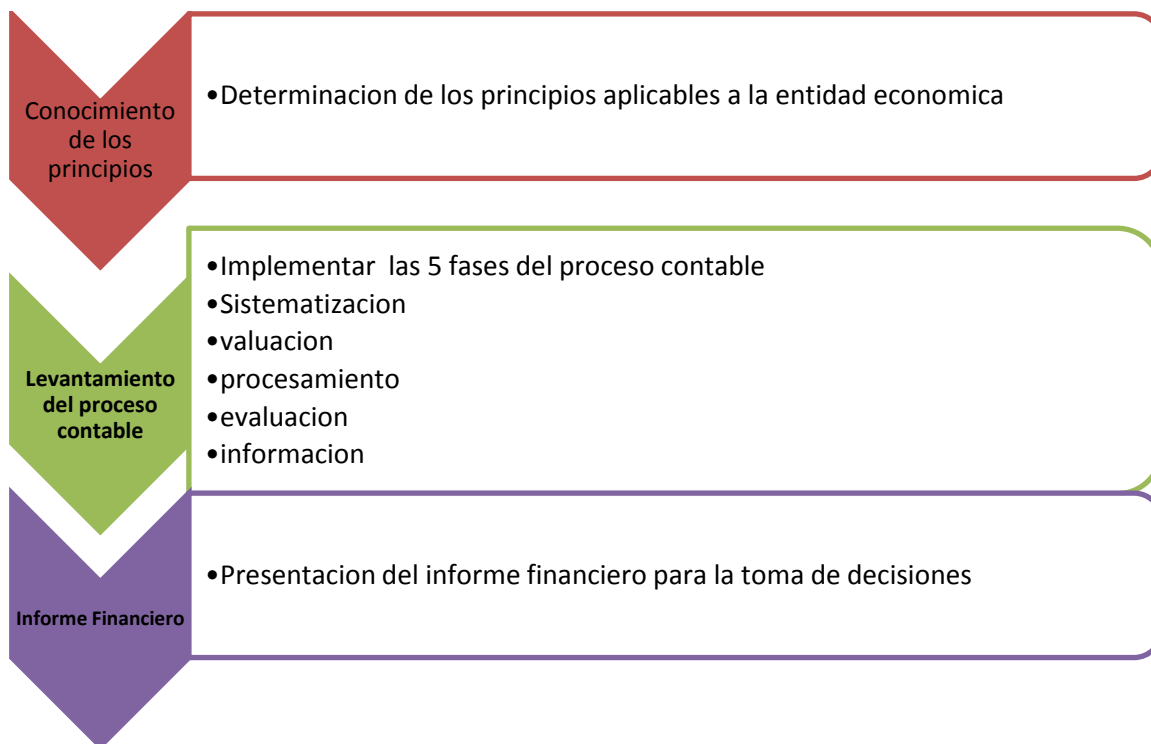 Conocimiento
de los
principios
•Determinacion de los principios aplicables a la entidad economica
Levantamiento
del proceso
contable
•Implementar  las 5 fases del proceso contable
•Sistematizacion
•valuacion
•procesamiento
•evaluacion
•informacion
Informe Financiero
•Presentacion del informe financiero para la toma de decisiones